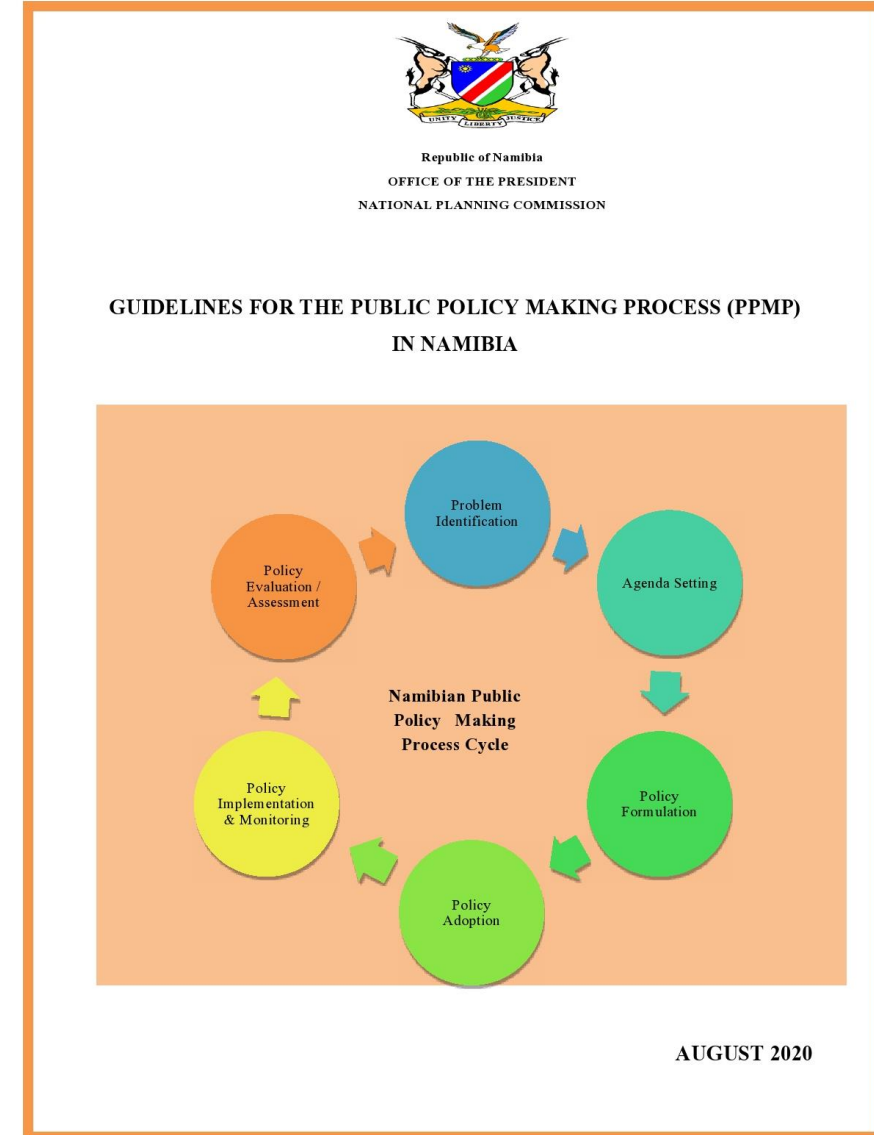 UNITY LIBERTY JUSTICE
Republic of Namibia
OFFICE OF THE PRESIDENT
NATIONAL PLANNING COMMISSION
GUIDELINES FOR THE PUBLIC POLICY MAKING PROCESS (PPMP)
IN NAMIBIA
Problem
Identification
Agenda Setting
Policy
Formulation
Policy
Adoption
Policy
Implementation
& Monitoring
Policy
Evaluation /
Assessment
Namibian Public
Policy Making
Process Cycle
AUGUST 2020